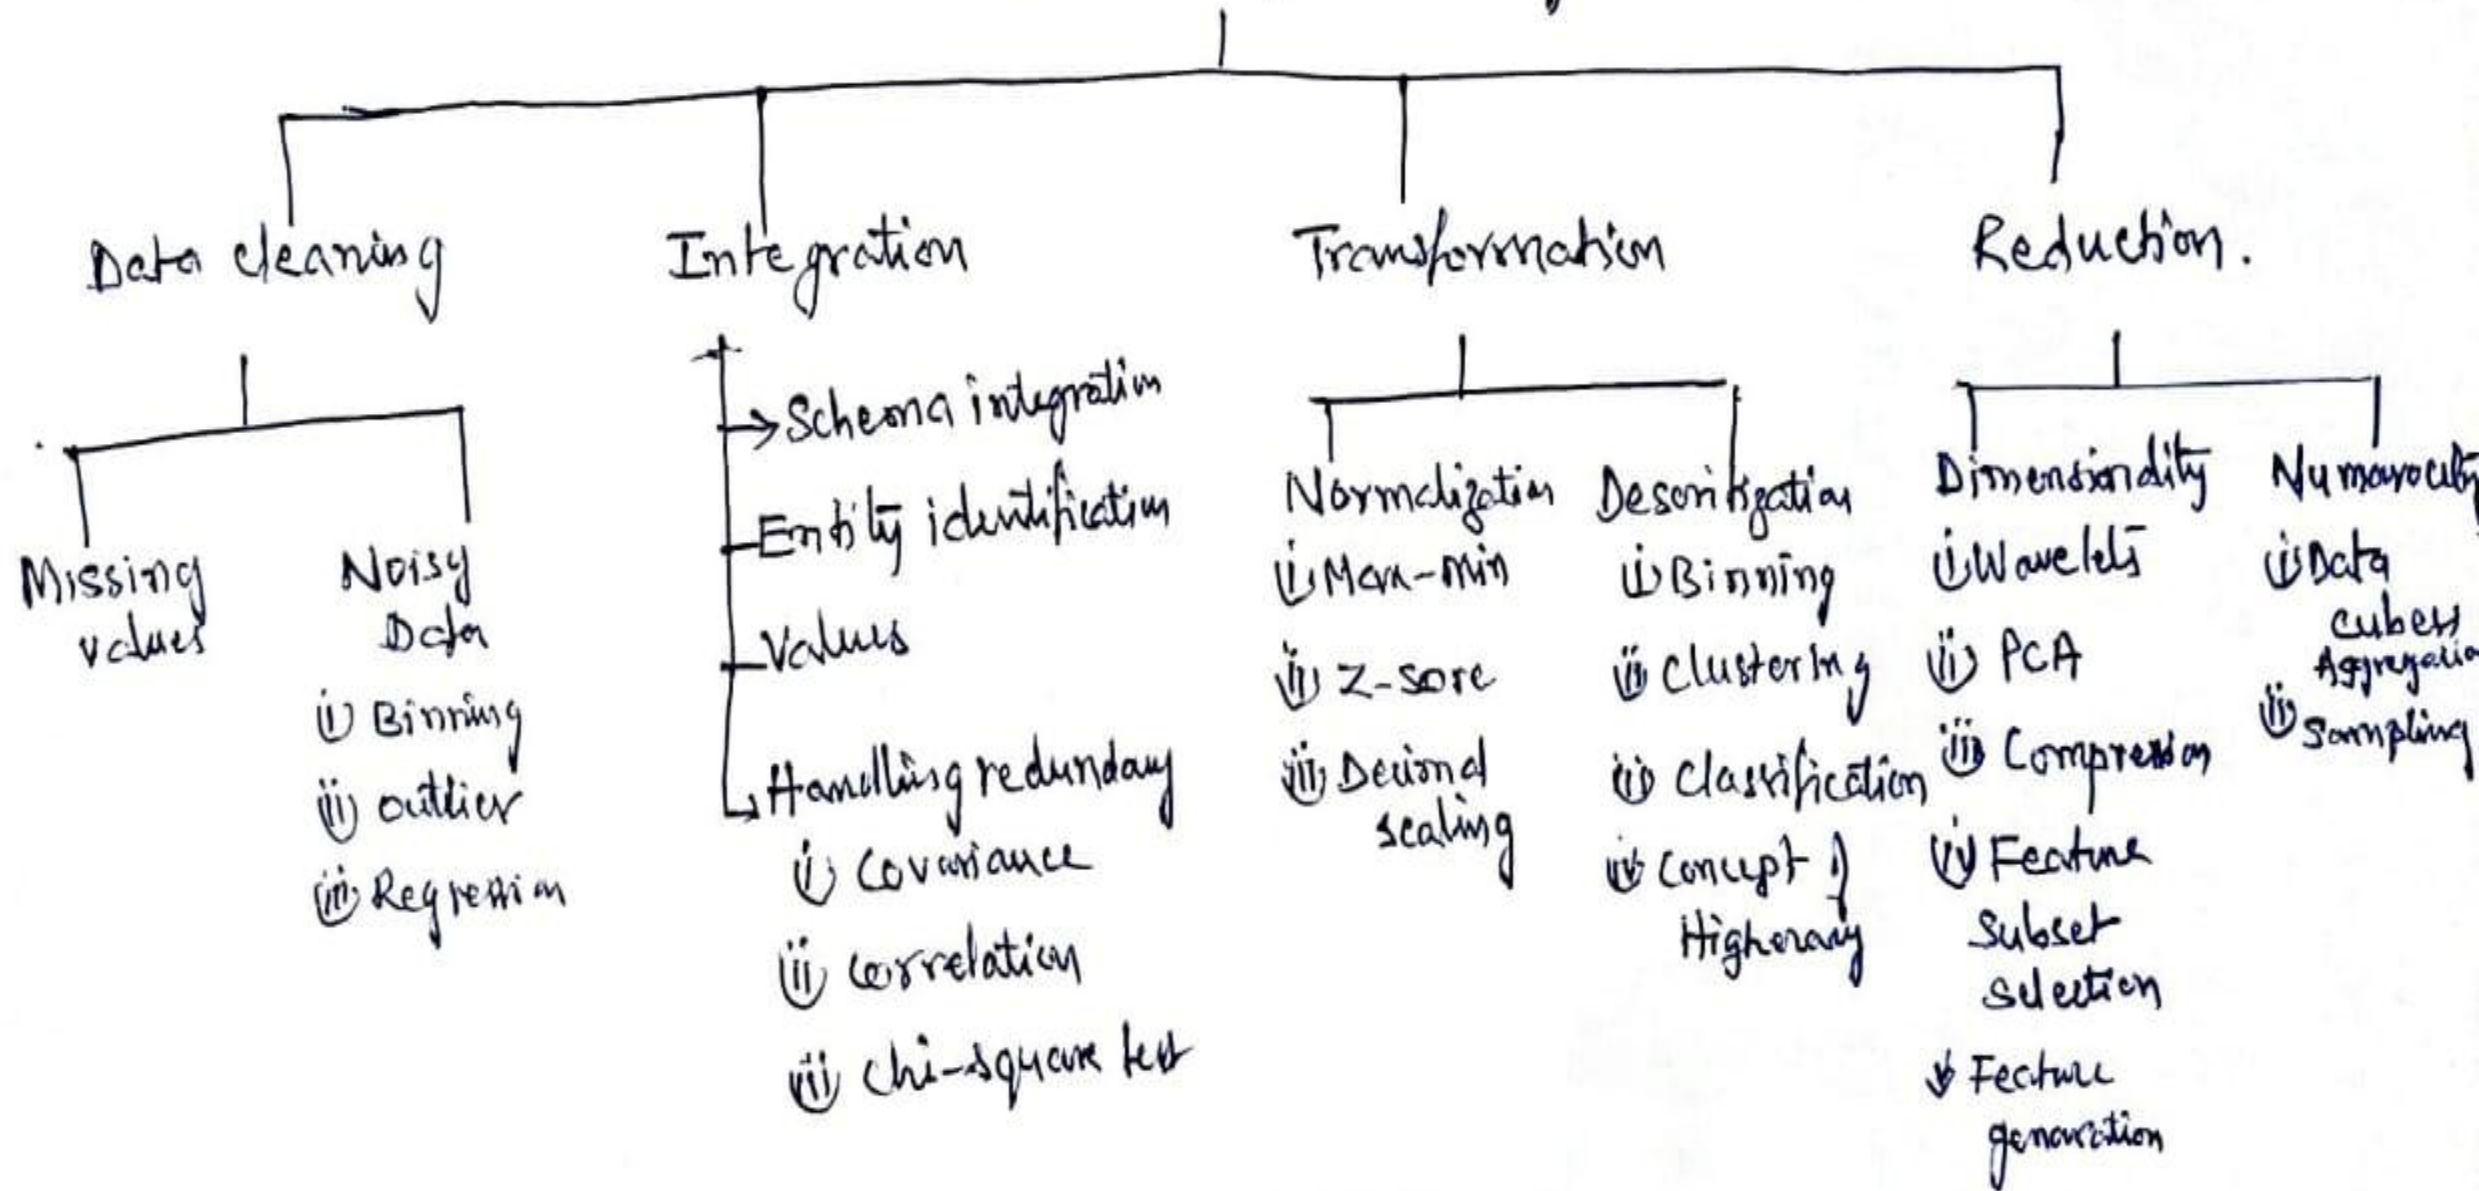 Data cleaning
Integration
Transformation
Reduction.
Missing
values
Noisy
Data
i) Binning
ii) outlier
iii) Regression
Schema integration
Entity identification
Values
Handling redundany
i) Covariance
ii) correlation
iii) chi-square test
Normalization
i) Max-min
ii) Z-sore
iii) Decimal
scaling
Descritization
i) Binning
ii) clustering
iii) Classification
iv) Concept
Higherary
Dimensionality
i) Wavelets
ii) PCA
iii) Compression
iv) Feature
Subset
selection
v Feature
genaration
Numarocity
i) Data
cubess
Aggregation
ii) Sampling